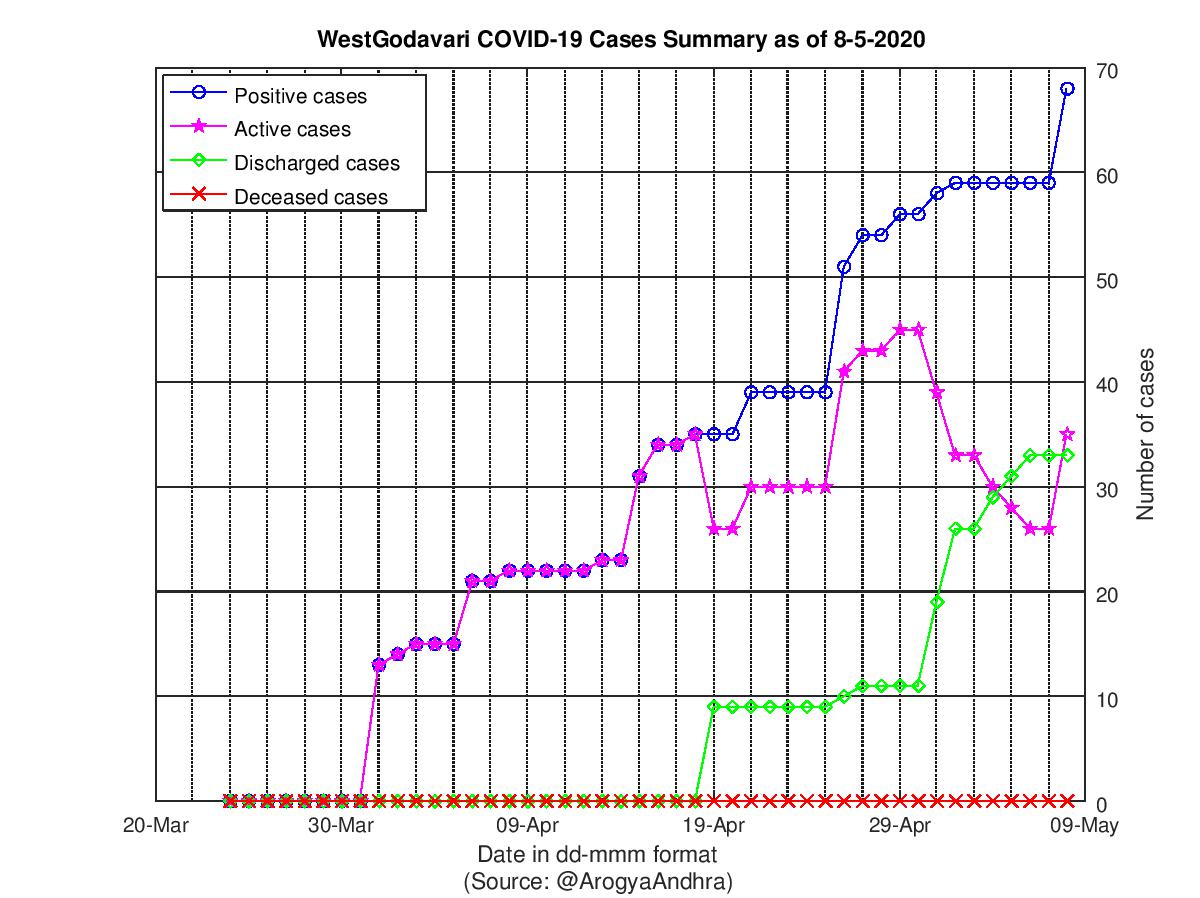 WestGodavari COVID-19 Cases Summary as of 8-5-2020
Positive cases
Active cases
Discharged cases
Deceased cases
70
60
50
40
30
20
10
0
Number of cases
20-Mar
30-Mar
09-Apr
19-Apr
29-Apr
09-May
Date in dd-mmm format
(Source: @ArogyaAndhra)